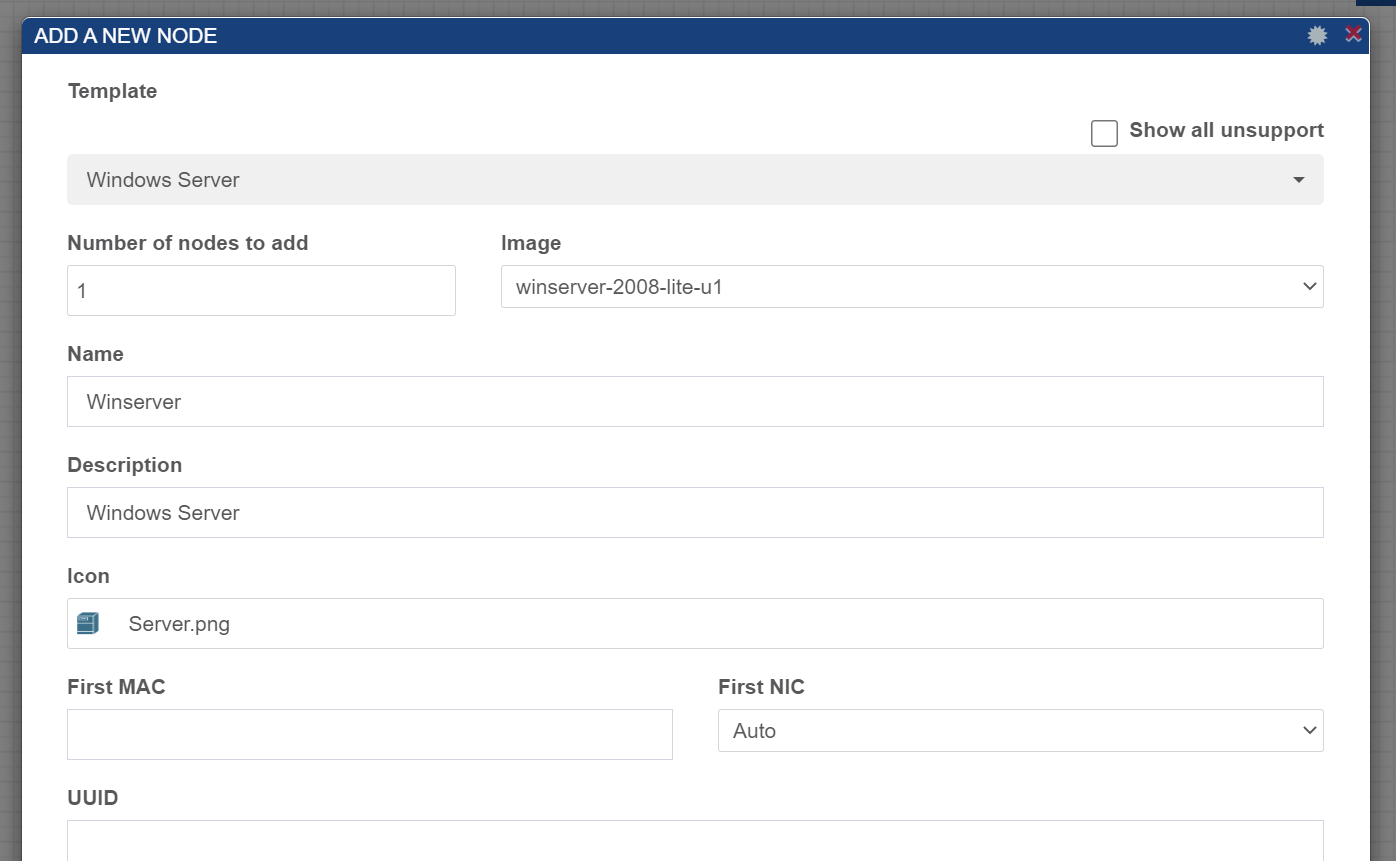 ADD A NEW NODE
Template
Show all unsupport
Windows Server
Number of nodes to add
Image
1
winserver-2008-lite-u1
Name
Winserver
Description
Windows Server
Icon
Server.png
First MAC
First NIC
Auto
UUID